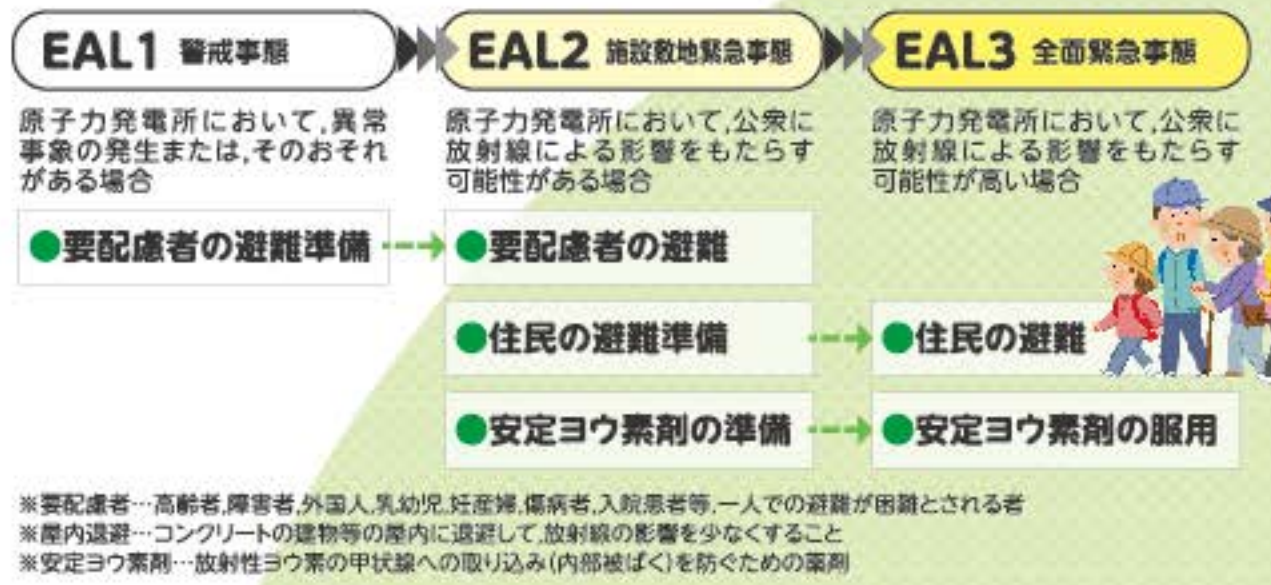 EAL1 警戒事態
EAL2 施設敷地緊急事態
EAL3 全面緊急事態
原子力発電所において,異常
事象の発生または,そのおそれ
がある場合
原子力発電所において,公衆に
放射線による影響をもたらす
可能性がある場合
原子力発電所において,公衆に
放射線による影響をもたらす
可能性が高い場合
●要配慮者の避難準備
●要配慮者の避難
●住民の避難準備
●住民の避難
●安定ヨウ素剤の準備
●安定ヨウ素剤の服用
※要配慮者…高齢者,障害者,外国人,乳幼児,妊産婦,傷病者,入院患者等,一人での避難が困難とされる者
※屋内退避…コンクリートの建物等の屋内に退避して,放射線の影響を少なくすること
※安定ヨウ素剤…放射性ヨウ素の甲状腺への取り込み(内部被ばく)を防ぐための薬剤